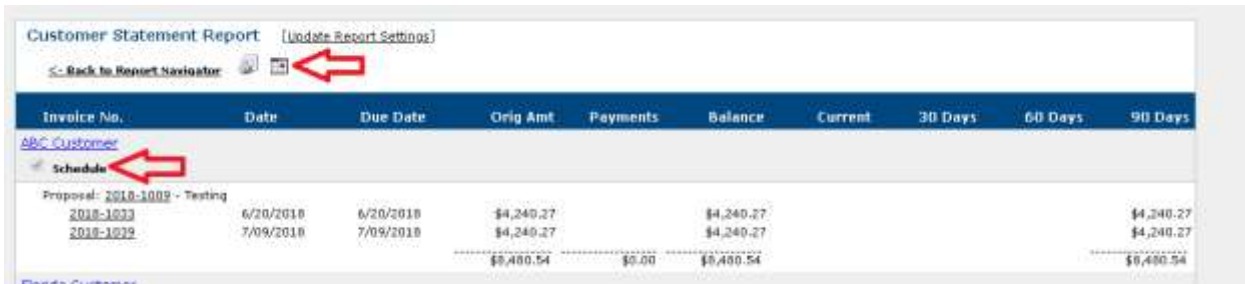 Customer Statement Report [Update Report Settings]
<- Back to Report Navigator
Invoice No. Date Due Date Orig Amt Payments Balance Current 30 Days 60 Days 90 Days
ABC Customer
Schedule
Proposal: 2018-1009 - Testing
2018-1033 6/20/2018 6/20/2018 $4,240.27 $4,240.27 $4,240.27
2018-1039 7/09/2018 7/09/2018 $4,240.27 $4,240.27 $4,240.27
$8,480.54 $0.00 $8,480.54 $8,480.54
Customer